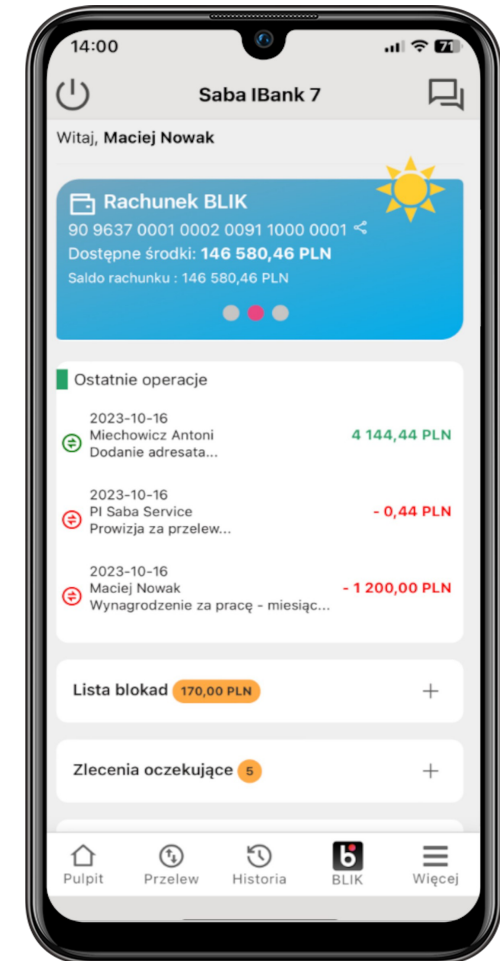 14:00
71
Saba IBank 7
Witaj, Maciej Nowak
Rachunek BLIK
90 9637 0001 0002 0091 1000 0001
Dostępne środki: 146 580,46 PLN
Saldo rachunku : 146 580,46 PLN
Ostatnie operacje
2023-10-16
Miechowicz Antoni
4 144,44 PLN
Dodanie adresata...
2023-10-16
PI Saba Service
- 0,44 PLN
Prowizja za przelew...
2023-10-16
Maciej Nowak
- 1 200,00 PLN
Wynagrodzenie za pracę - miesiąc...
Lista blokad 170,00 PLN
Zlecenia oczekujące 5
Pulpit Przelew Historia BLIK Więcej